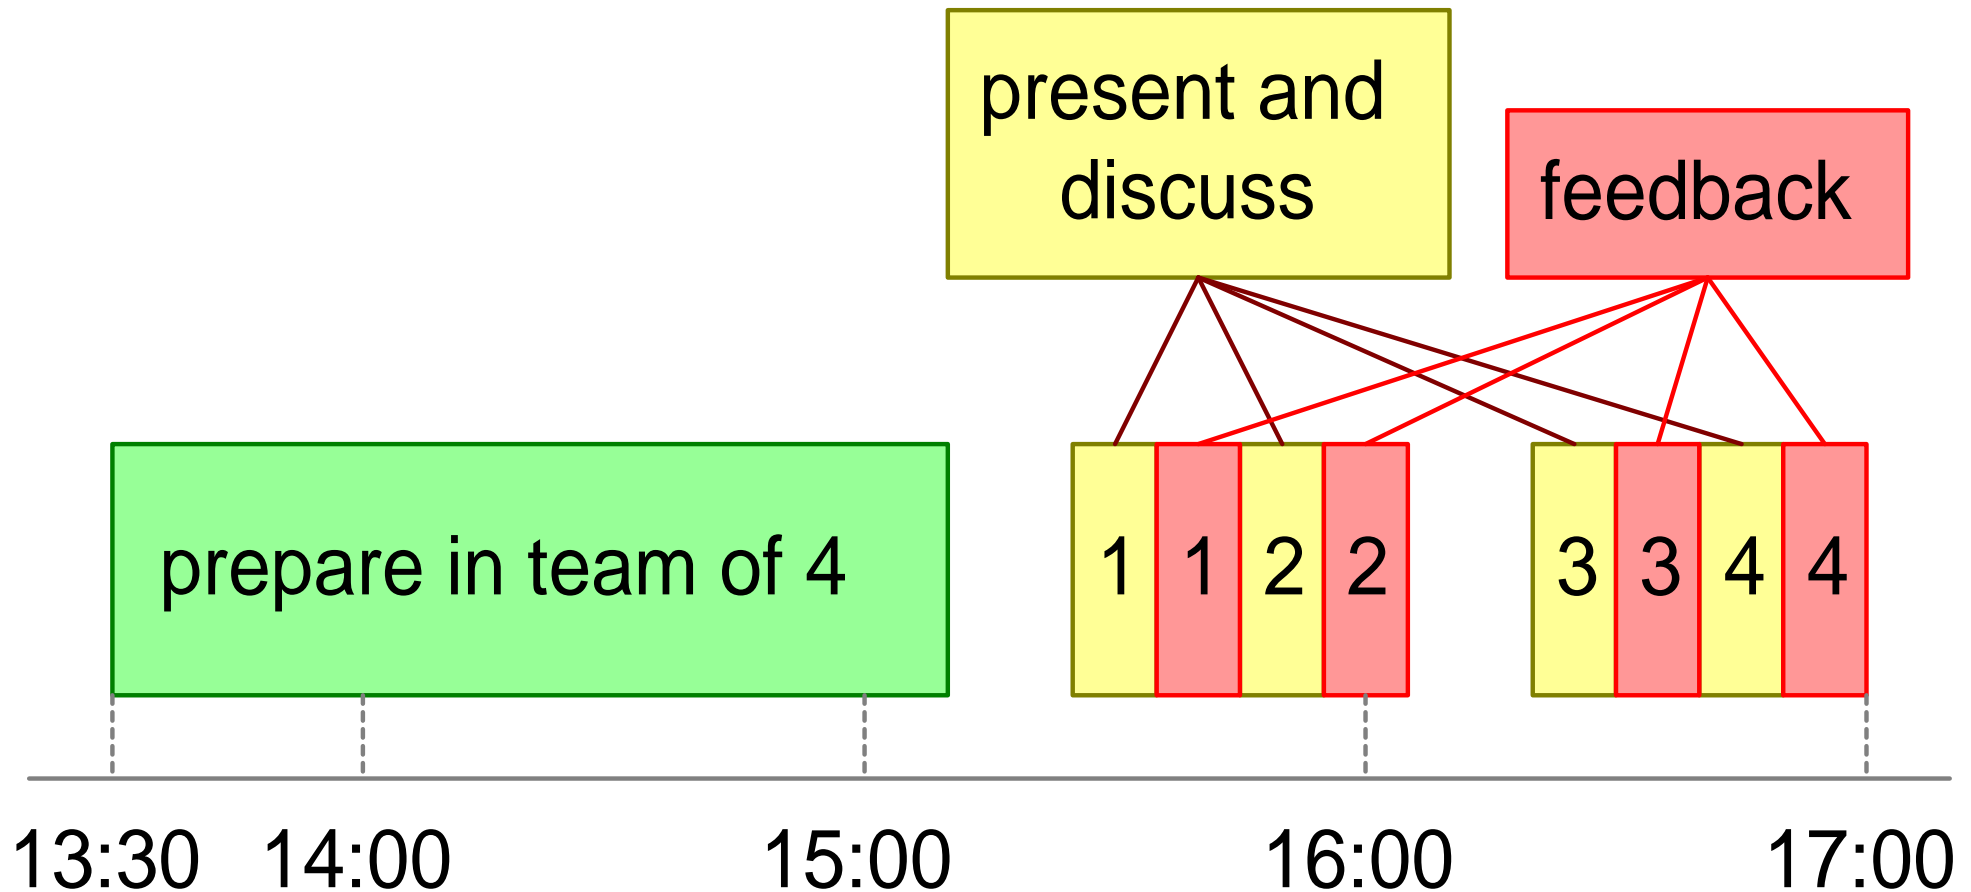 present and
discuss
feedback
prepare in team of 4
1 1 2 2 3 3 4 4
13:30 14:00 15:00 16:00 17:00